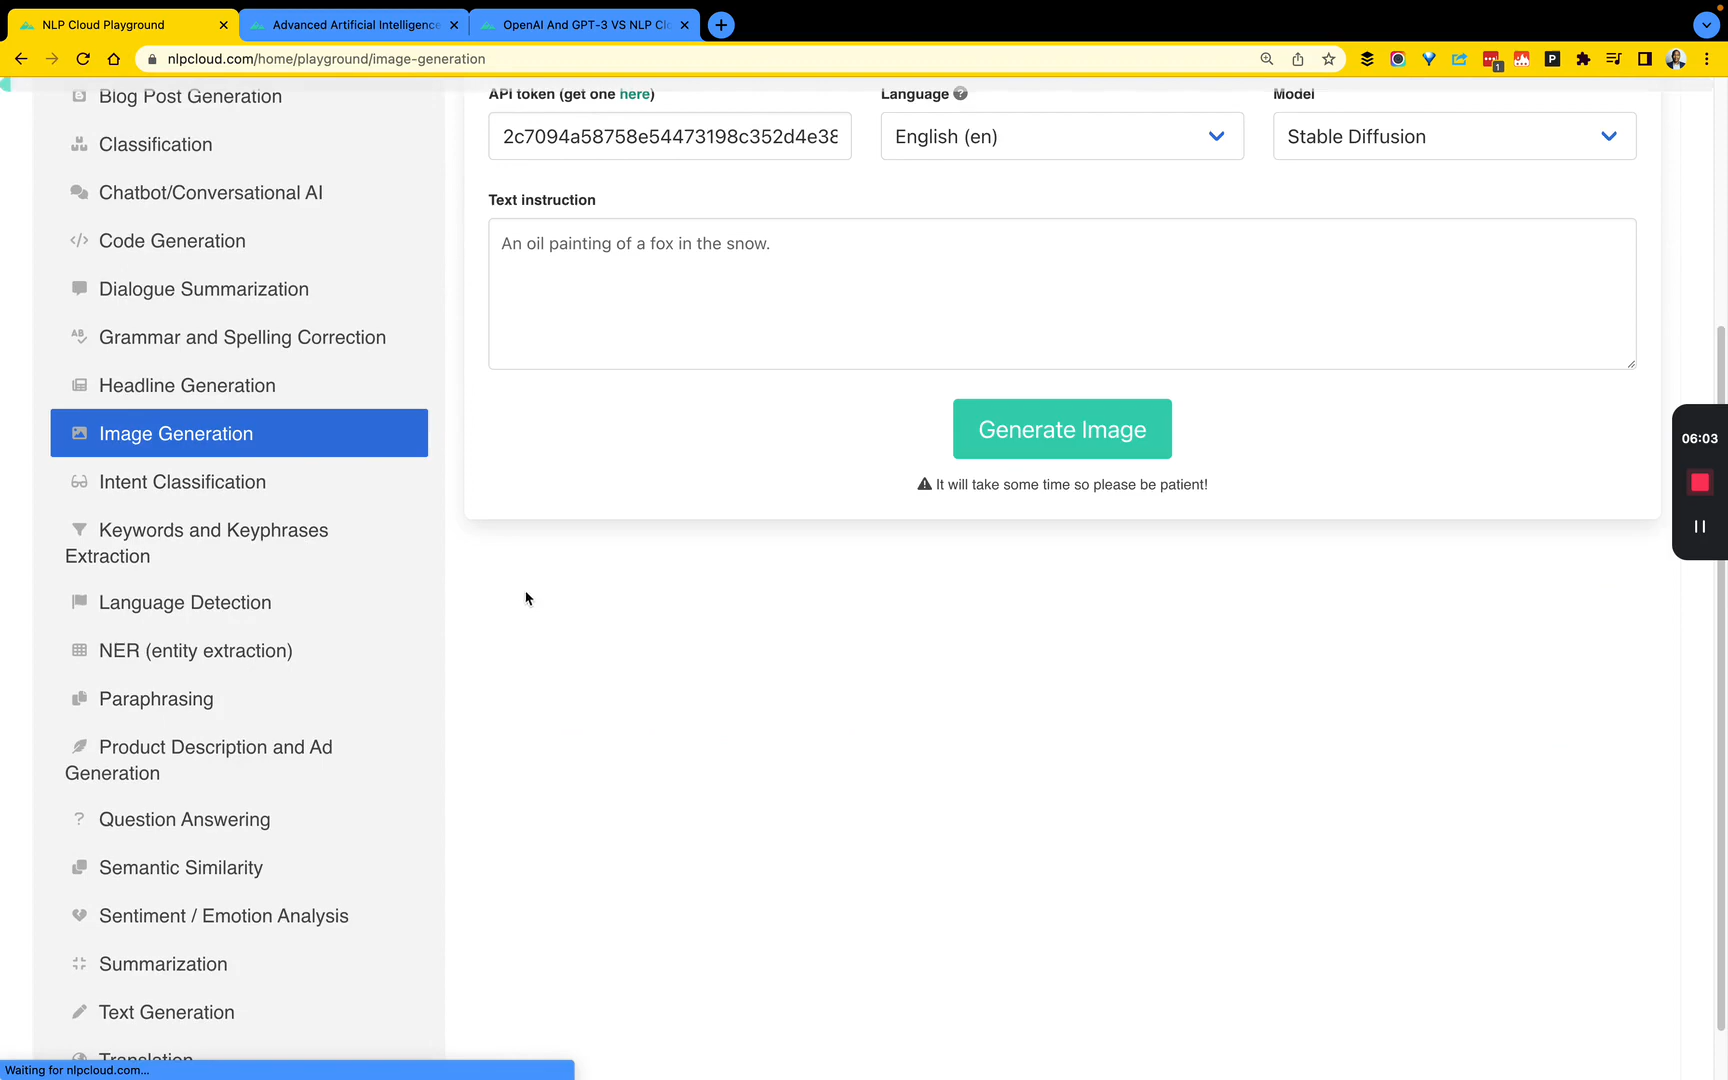 NLP Cloud Playground
Advanced Artificial Intelligence
OpenAI And GPT-3 VS NLP Clo
nlpcloud.com/home/playground/image-generation
1
P
Blog Post Generation
Classification
Chatbot/Conversational AI
Code Generation
Dialogue Summarization
Grammar and Spelling Correction
Headline Generation
Image Generation
Intent Classification
Keywords and Keyphrases
Extraction
Language Detection
NER (entity extraction)
Paraphrasing
Product Description and Ad
Generation
Question Answering
Semantic Similarity
Sentiment / Emotion Analysis
Summarization
Text Generation
Translation
API token (get one here)
2c7094a58758e54473198c352d4e38
Language
English (en)
Model
Stable Diffusion
Text instruction
An oil painting of a fox in the snow.
Generate Image
It will take some time so please be patient!
06:03
Waiting for nlpcloud.com...